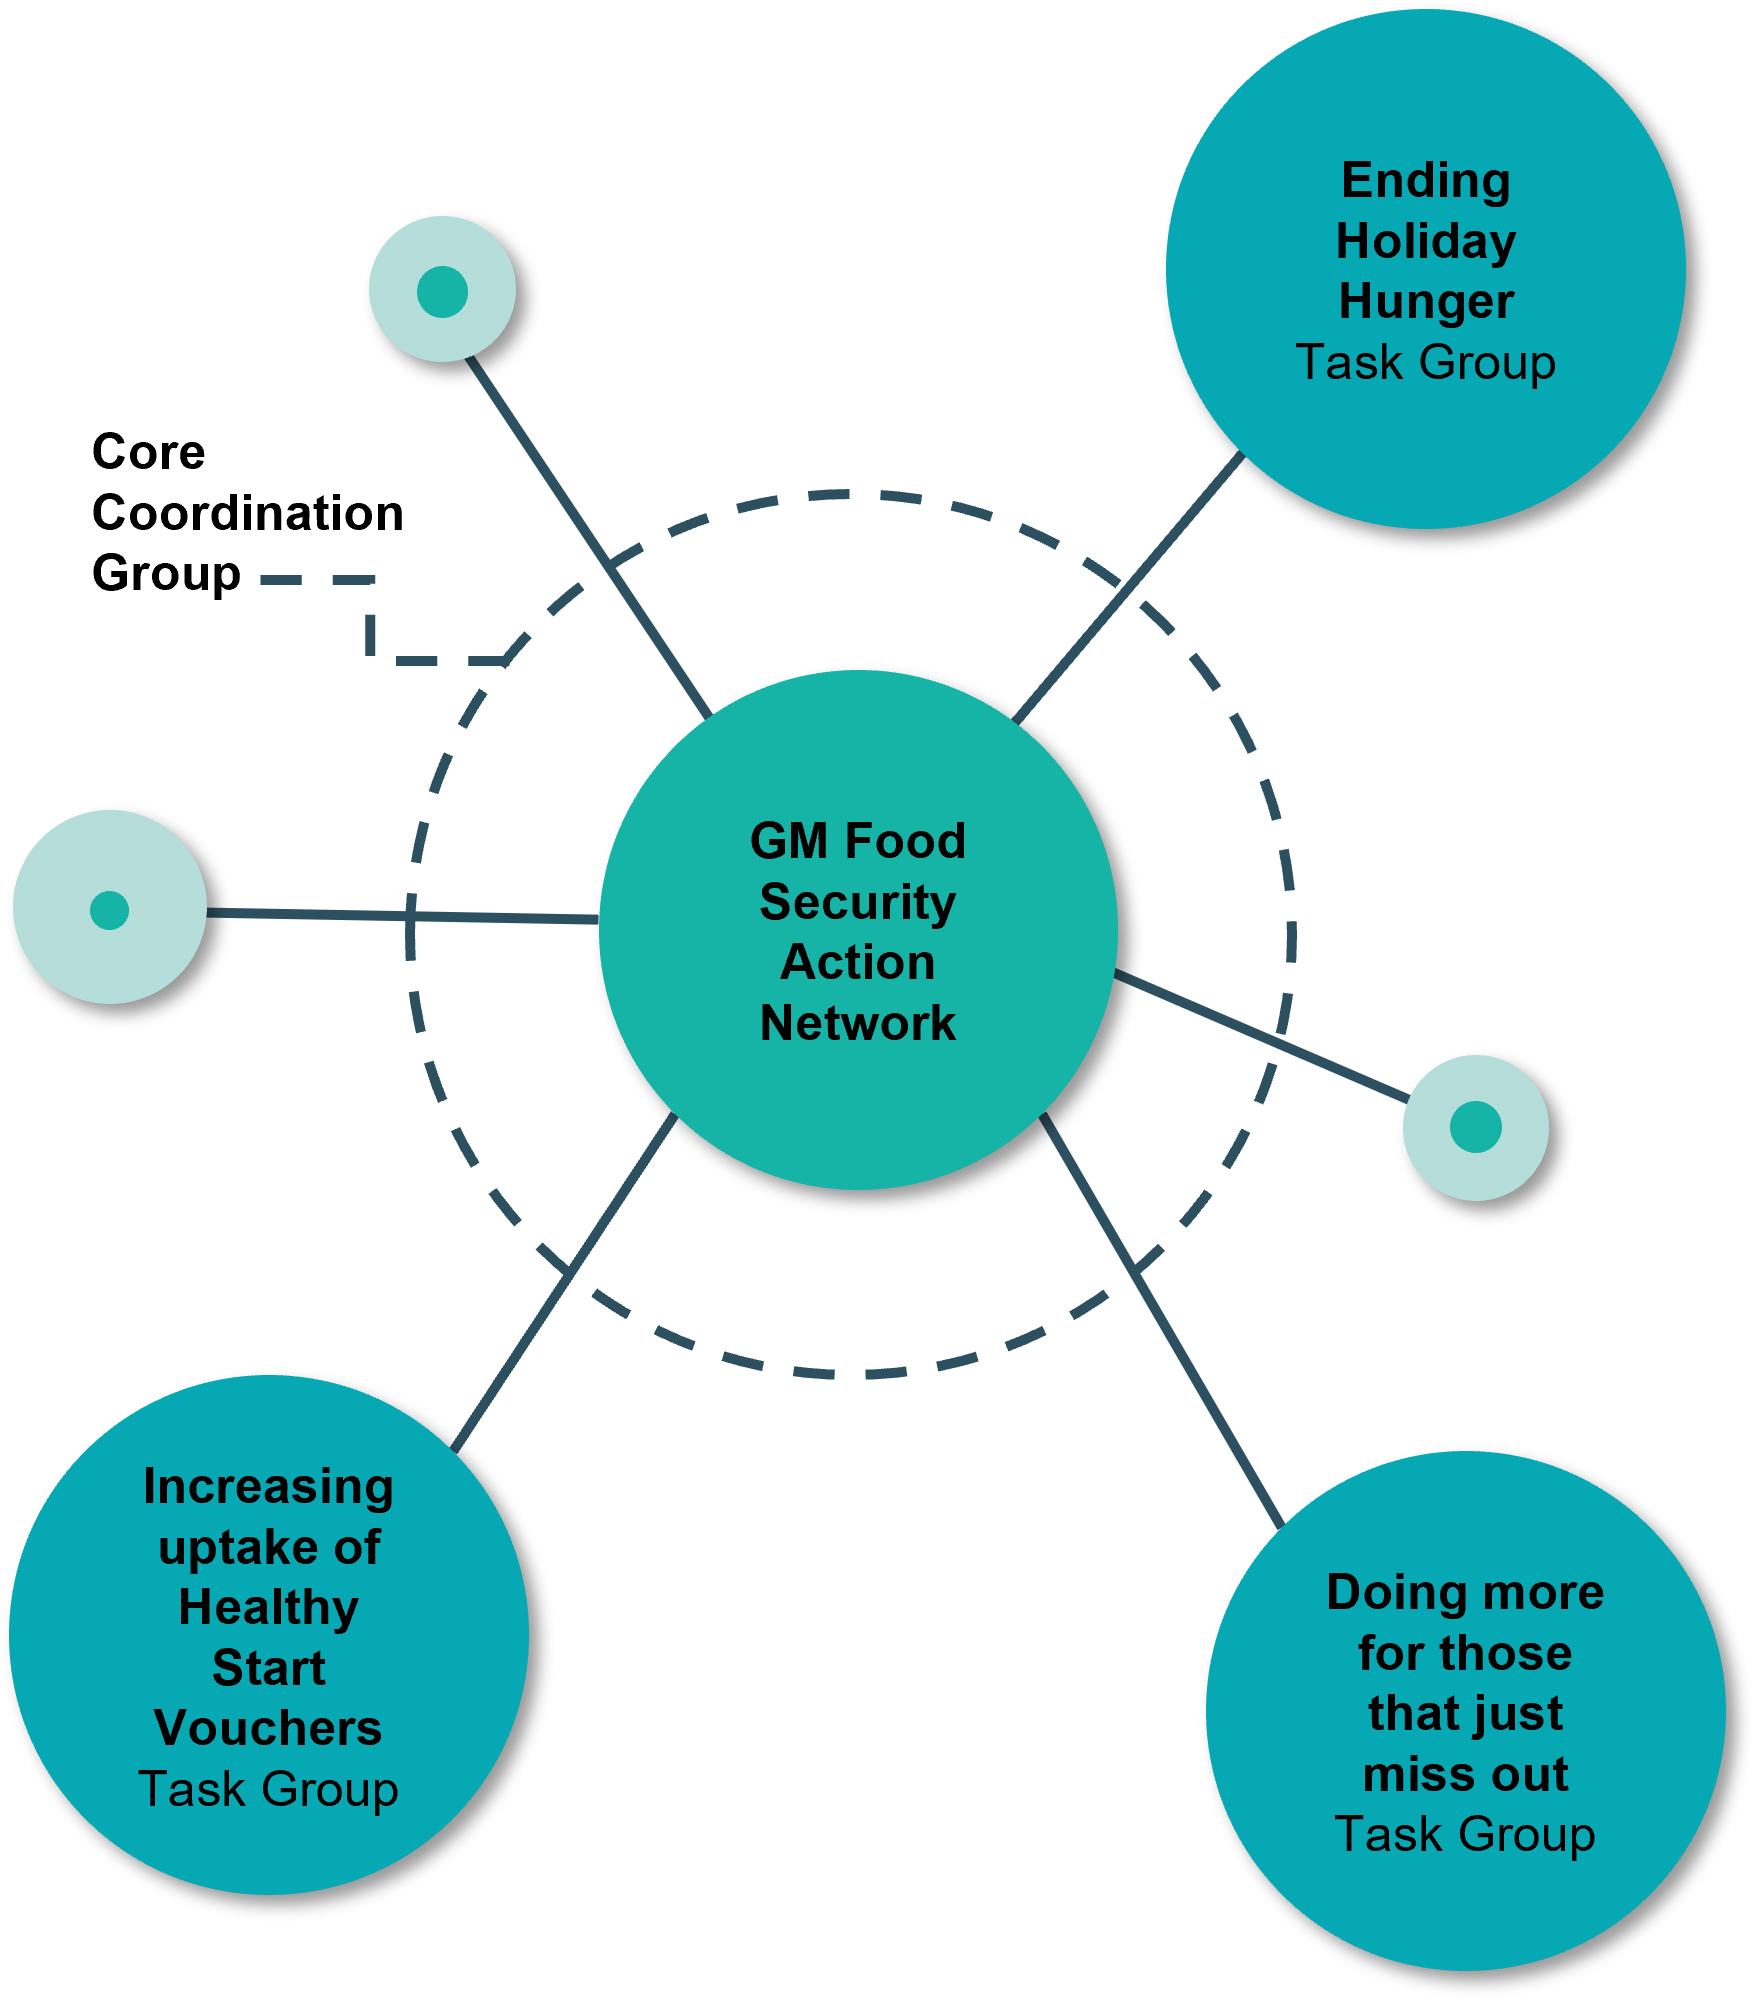 Ending
Holiday
Hunger
Task Group
Core
Coordination
Group
GM Food
Security
Action
Network
Increasing
uptake of
Healthy
Start
Vouchers
Task Group
Doing more
for those
that just
miss out
Task Group